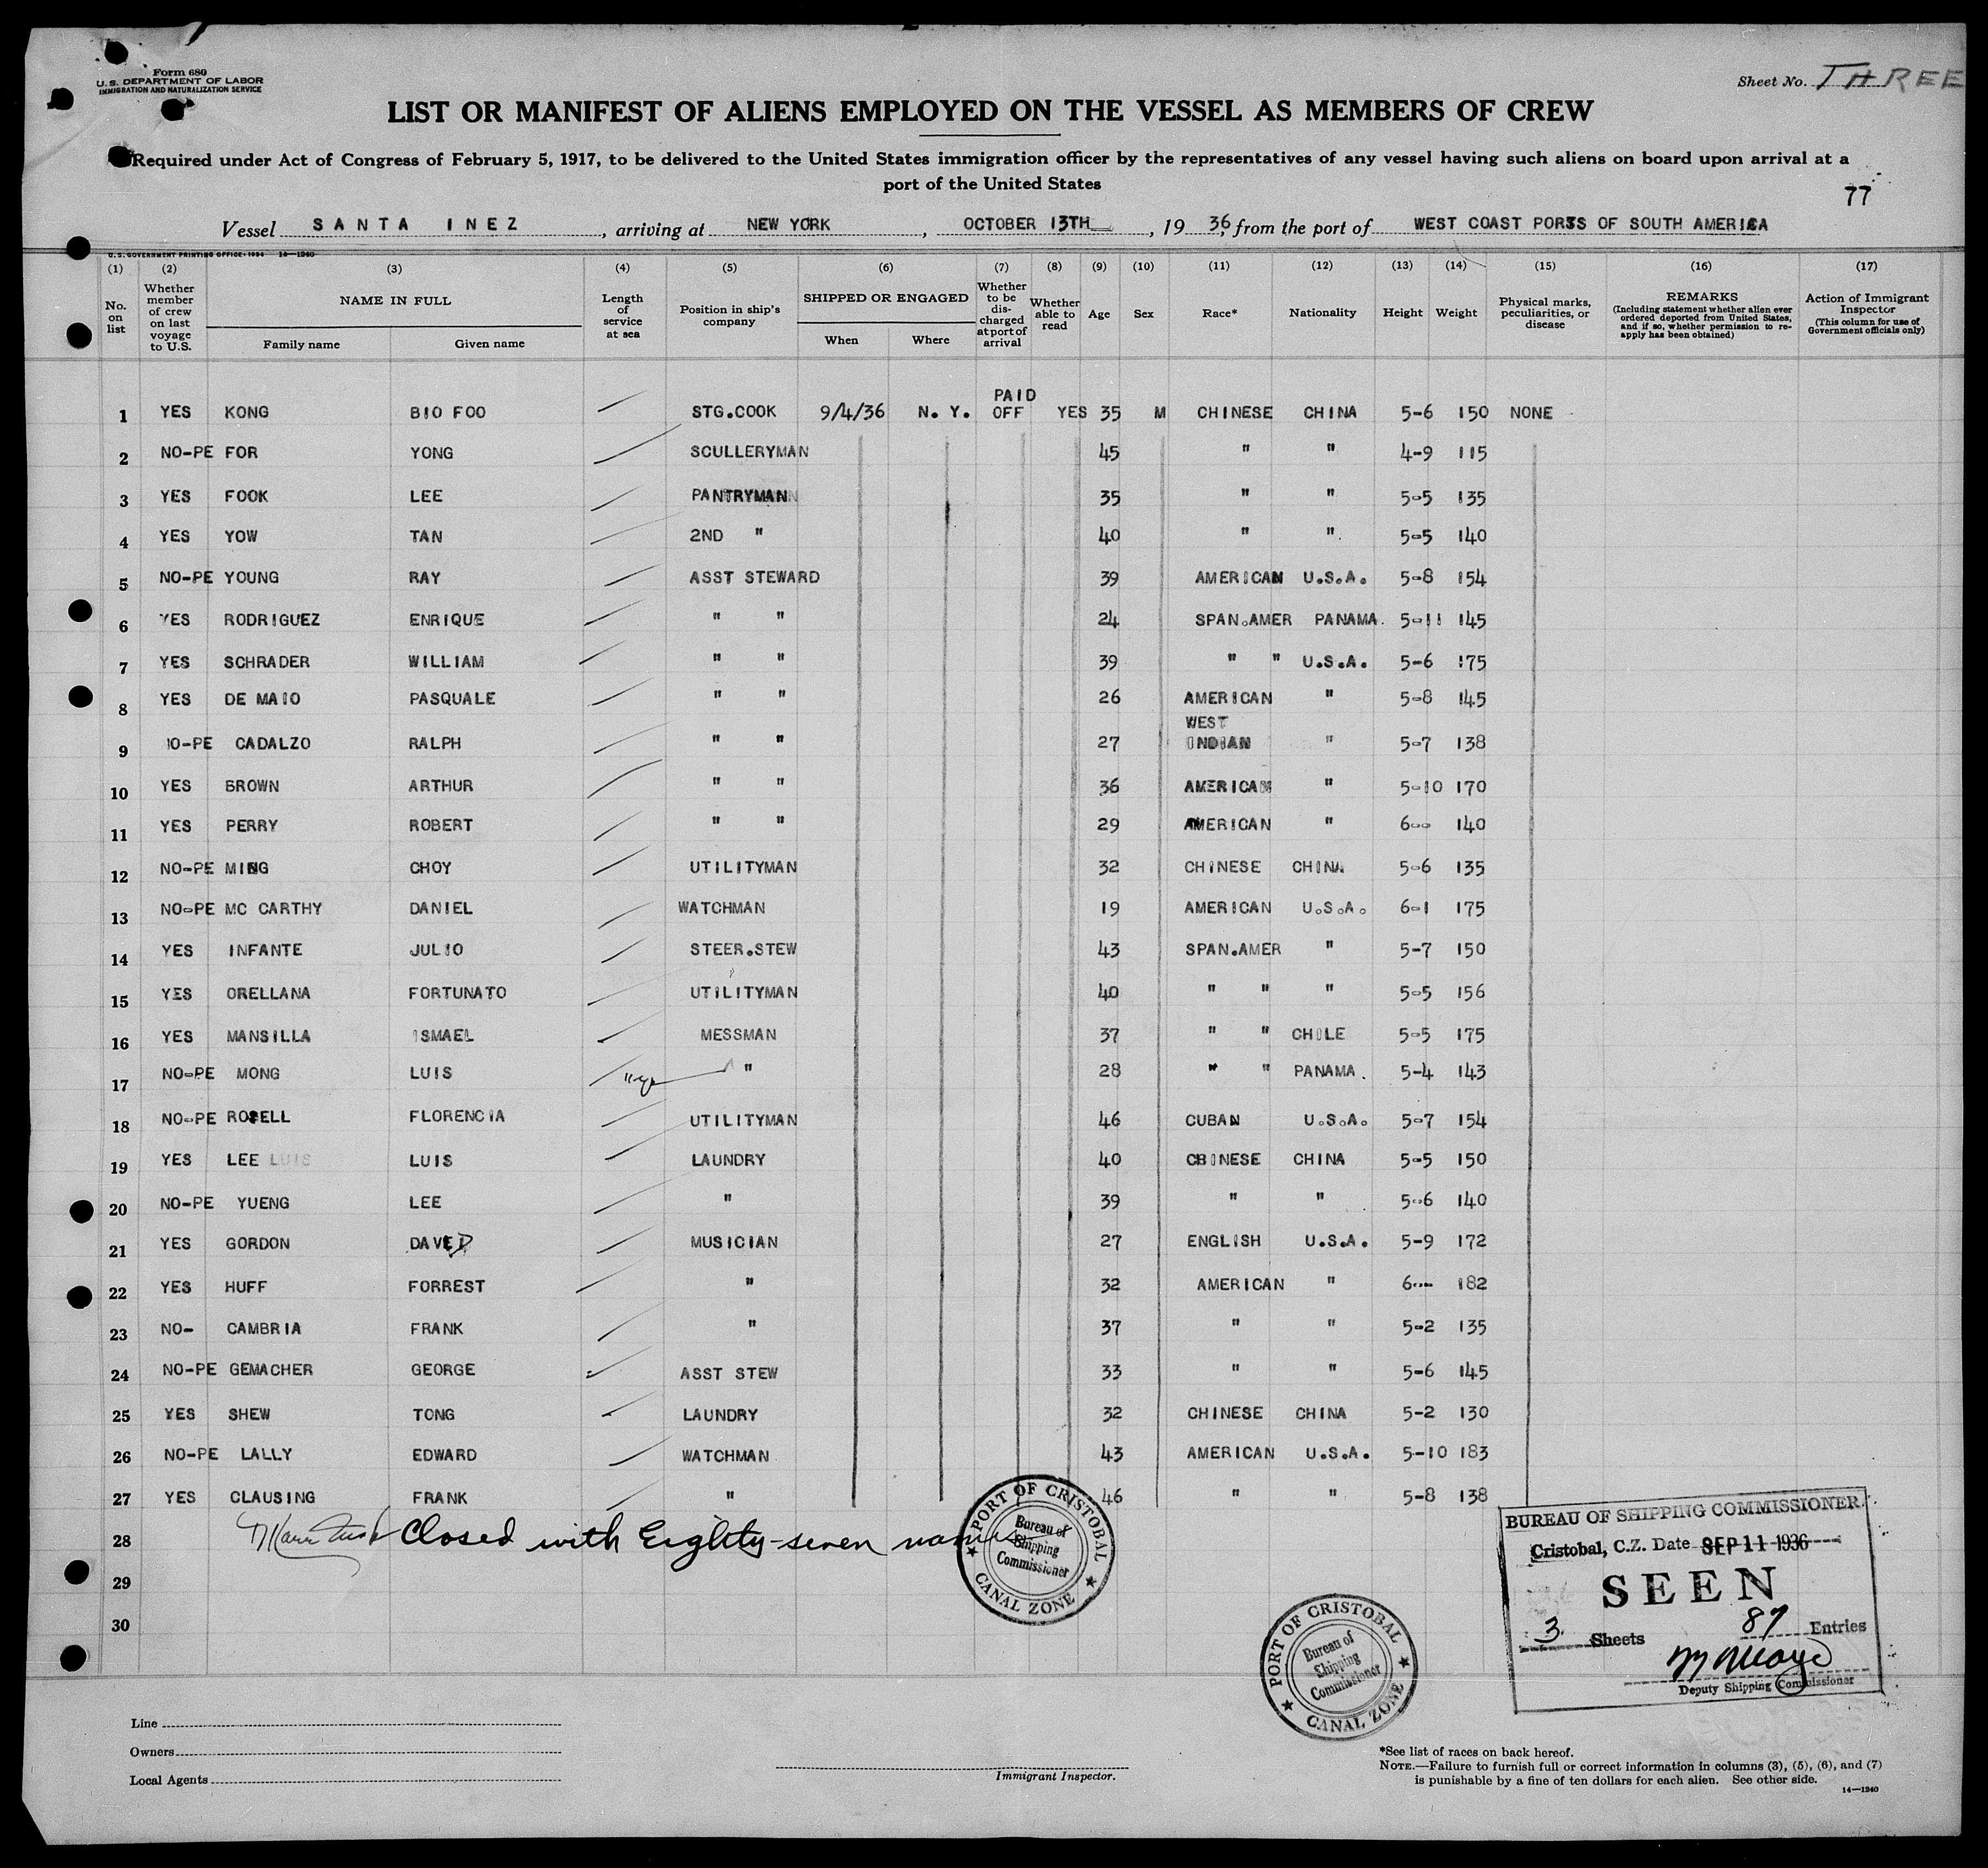 Form 680
U. S. DEPARTMENT OF LABOR
IMMIGRATION AND NATURALIZATION SERVICE
Sheet No. THREE
LIST OR MANIFEST OF ALIENS EMPLOYED ON THE VESSEL AS MEMBERS OF CREW
Required under Act of Congress of February 5, 1917, to be delivered to the United States immigration officer by the representatives of any vessel having such aliens on board upon arrival at a
port of the United States
77
Vessel SANTA INEZ, arriving at NEW YORK, OCTOBER 13TH, 1936, from the port of WEST COAST PORTS OF SOUTH AMERICA
U. S. GOVERNMENT PRINTING OFFICE: 1934 14—1240
(1) (2) (3) (4) (5) (6) (7) (8) (9) (10) (11) (12) (13) (14) (15) (16) (17)
No. on list
Whether member of crew on last voyage to U.S.
NAME IN FULL
Family name Given name
Length of service at sea
Position in ship's company
SHIPPED OR ENGAGED
When Where
Whether to be discharged at port of arrival
Whether able to read
Age
Sex
Race*
Nationality
Height
Weight
Physical marks, peculiarities, or disease
REMARKS
(Including statement whether alien ever ordered deported from United States, and if so, whether permission to reapply has been obtained)
Action of Immigrant Inspector
(This column for use of Government officials only)
1 YES KONG BIO FOO STG.COOK 9/4/36 N. Y. PAID OFF YES 35 M CHINESE CHINA 5-6 150 NONE
2 NO-PE FOR YONG SCULLERYMAN 45 " " 4-9 115
3 YES FOOK LEE PANTRYMAN 35 " " 5-5 135
4 YES YOW TAN 2ND " 40 " " 5-5 140
5 NO-PE YOUNG RAY ASST STEWARD 39 AMERICAN U.S.A. 5-8 154
6 YES RODRIGUEZ ENRIQUE " " 24 SPAN.AMER PANAMA. 5-11 145
7 YES SCHRADER WILLIAM " " 39 " " U.S.A. 5-6 175
8 YES DE MAIO PASQUALE " " 26 AMERICAN " 5-8 145
9 NO-PE CADALZO RALPH " " 27 WEST INDIAN " 5-7 138
10 YES BROWN ARTHUR " " 36 AMERICAN " 5-10 170
11 YES PERRY ROBERT " " 29 AMERICAN " 6-- 140
12 NO-PE MING CHOY UTILITYMAN 32 CHINESE CHINA 5-6 135
13 NO-PE MC CARTHY DANIEL WATCHMAN 19 AMERICAN U.S.A. 6-1 175
14 YES INFANTE JULIO STEER.STEW 43 SPAN.AMER " 5-7 150
15 YES ORELLANA FORTUNATO UTILITYMAN 40 " " " 5-5 156
16 YES MANSILLA ISMAEL MESSMAN 37 " " CHILE 5-5 175
17 NO-PE MONG LUIS " 28 " " PANAMA. 5-4 143
18 NO-PE ROSELL FLORENCIA UTILITYMAN 46 CUBAN U.S.A. 5-7 154
19 YES LEE LUIS LUIS LAUNDRY 40 CBINESE CHINA 5-5 150
20 NO-PE YUENG LEE " 39 " " 5-6 140
21 YES GORDON DAVED MUSICIAN 27 ENGLISH U.S.A. 5-9 172
22 YES HUFF FORREST " 32 AMERICAN " 6-- 182
23 NO- CAMBRIA FRANK " 37 " " 5-2 135
24 NO-PE GEMACHER GEORGE ASST STEW 33 " " 5-6 145
25 YES SHEW TONG LAUNDRY 32 CHINESE CHINA 5-2 130
26 NO-PE LALLY EDWARD WATCHMAN 43 AMERICAN U.S.A. 5-10 183
27 YES CLAUSING FRANK " 46 " " 5-8 138
28 Closed with Eighty-seven names
29
30
PORT OF CRISTOBAL
Bureau of Shipping Commissioner
CANAL ZONE
PORT OF CRISTOBAL
Bureau of Shipping Commissioner
CANAL ZONE
BUREAU OF SHIPPING COMMISSIONER
Cristobal, C.Z. Date SEP 11 1936
SEEN
3 Sheets 87 Entries
Deputy Shipping Commissioner
Line
Owners
Local Agents
Immigrant Inspector.
*See list of races on back hereof.
NOTE.—Failure to furnish full or correct information in columns (3), (5), (6), and (7)
is punishable by a fine of ten dollars for each alien. See other side.
14—1240